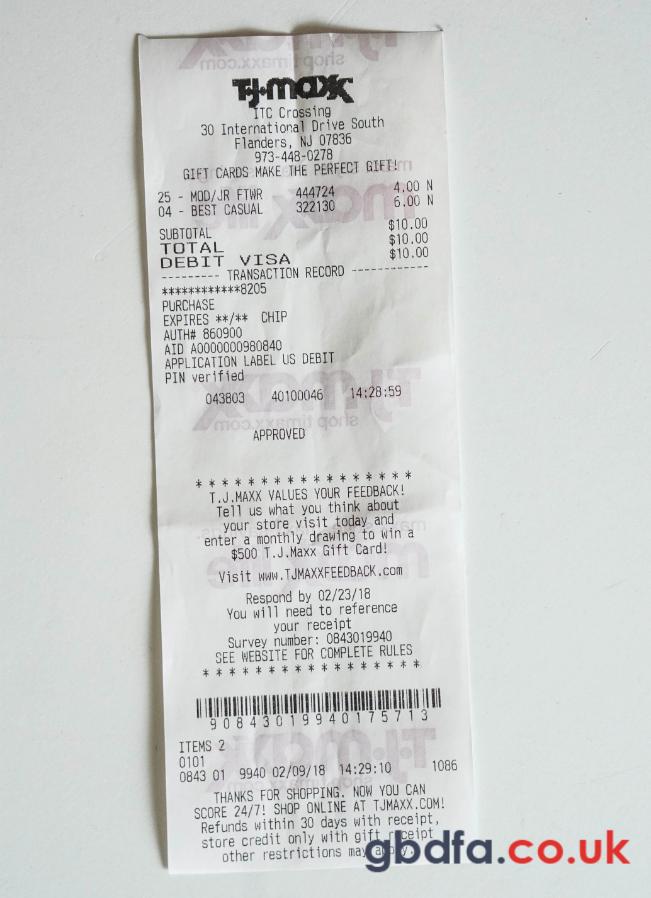 T·J·maxx
ITC Crossing
30 International Drive South
Flanders, NJ 07836
973-448-0278
GIFT CARDS MAKE THE PERFECT GIFT!
25 - MOD/JR FTWR 444724 4.00 N
04 - BEST CASUAL 322130 6.00 N
SUBTOTAL $10.00
TOTAL $10.00
DEBIT VISA $10.00
--------- TRANSACTION RECORD ------------
************8205
PURCHASE
EXPIRES **/** CHIP
AUTH# 860900
AID A0000000980840
APPLICATION LABEL US DEBIT
PIN verified
043803 40100046 14:28:59
APPROVED
* * * * * * * * * * * * * * * * *
T.J.MAXX VALUES YOUR FEEDBACK!
Tell us what you think about
your store visit today and
enter a monthly drawing to win a
$500 T.J.Maxx Gift Card!
Visit www.TJMAXXFEEDBACK.com
Respond by 02/23/18
You will need to reference
your receipt
Survey number: 0843019940
SEE WEBSITE FOR COMPLETE RULES
* * * * * * * * * * * * * * * * *
90843019940175713
ITEMS 2
0101
0843 01 9940 02/09/18 14:29:10 1086
THANKS FOR SHOPPING. NOW YOU CAN
SCORE 24/7! SHOP ONLINE AT TJMAXX.COM!
Refunds within 30 days with receipt,
store credit only with gift receipt
other restrictions may apply.
gbdfa.co.uk